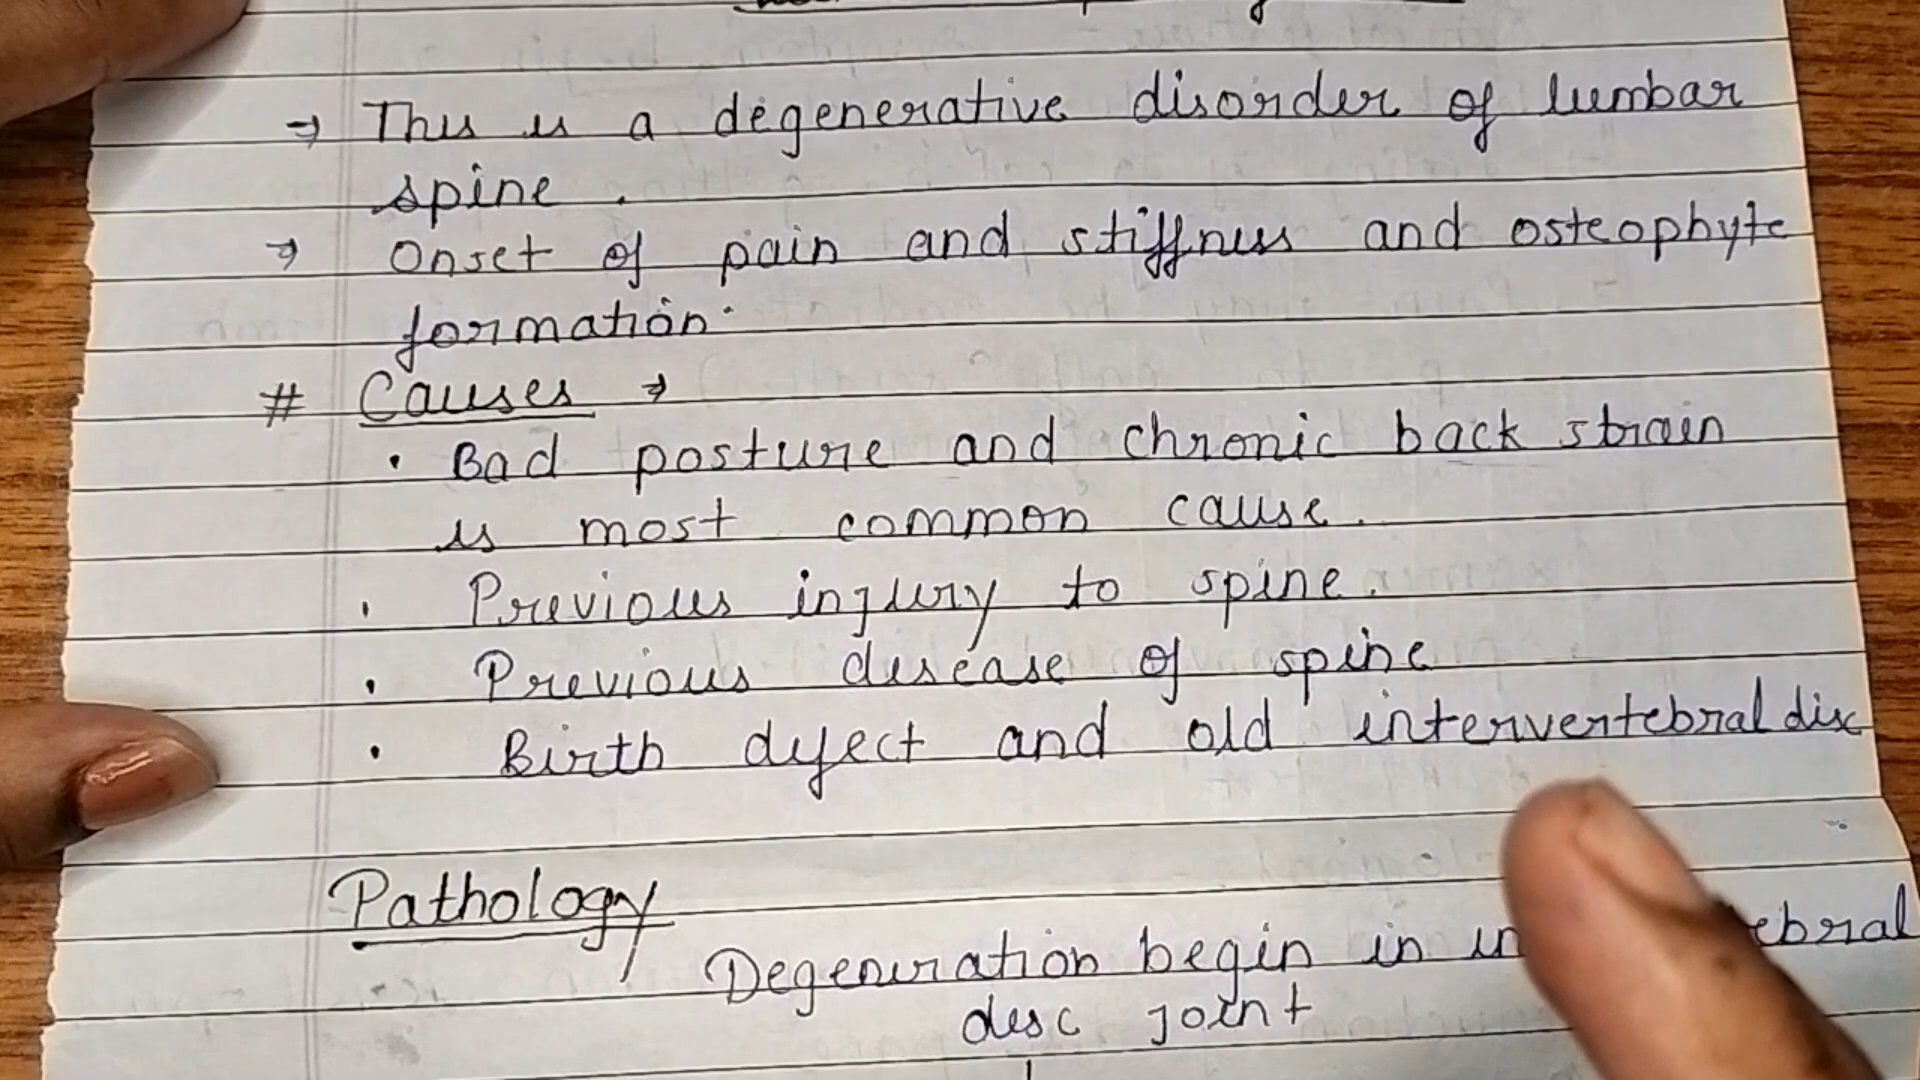 → This is a degenerative disorder of lumbar
spine.
→ Onset of pain and stiffness and osteophyte
formation.
# Causes →
• Bad posture and chronic back strain
is most common cause.
• Previous injury to spine.
• Previous disease of spine
• Birth defect and old intervertebral disc
Pathology
Degeneration begin in
disc joint